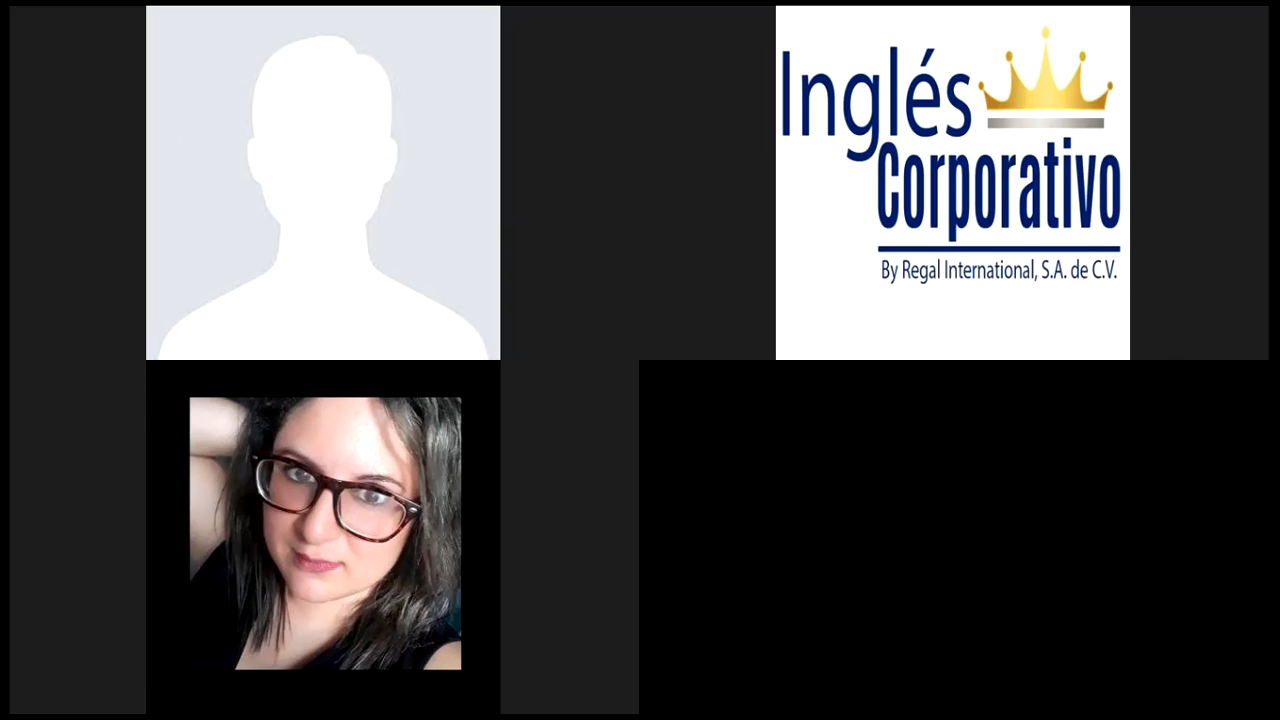 Inglés
Corporativo
By Regal International, S.A. de C.V.